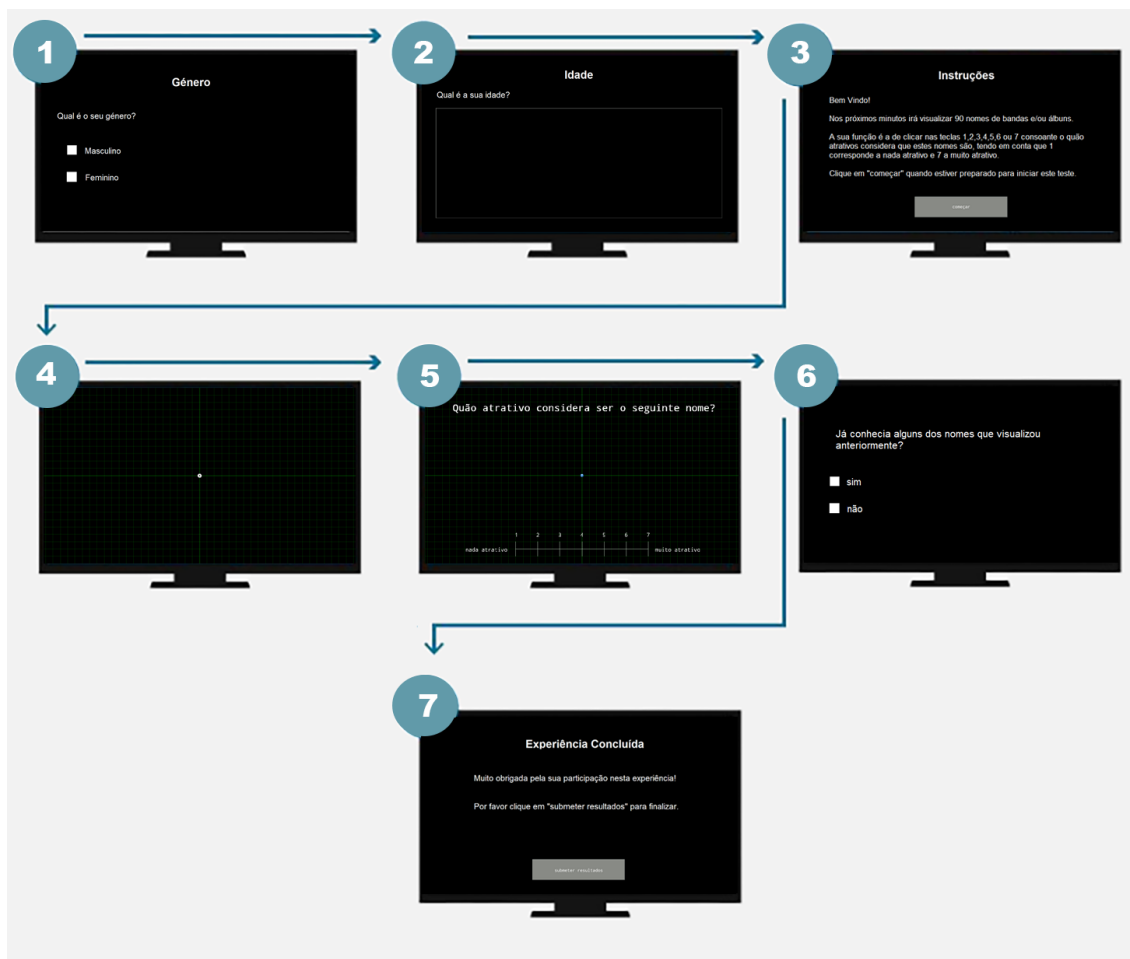 1
Género
Qual é o seu género?
Masculino
Feminino
2
Idade
Qual é a sua idade?
3
Instruções
Bem Vindo!
Nos próximos minutos irá visualizar 90 nomes de bandas e/ou álbuns.
A sua função é a de clicar nas teclas 1,2,3,4,5,6 ou 7 consoante o quão
atrativos considera que estes nomes são, tendo em conta que 1
corresponde a nada atrativo e 7 a muito atrativo.
Clique em "começar" quando estiver preparado para iniciar este teste.
começar
4
5
Quão atrativo considera ser o seguinte nome?
1 2 3 4 5 6 7
nada atrativo muito atrativo
6
Já conhecia alguns dos nomes que visualizou
anteriormente?
sim
não
7
Experiência Concluída
Muito obrigada pela sua participação nesta experiência!
Por favor clique em "submeter resultados" para finalizar.
submeter resultados